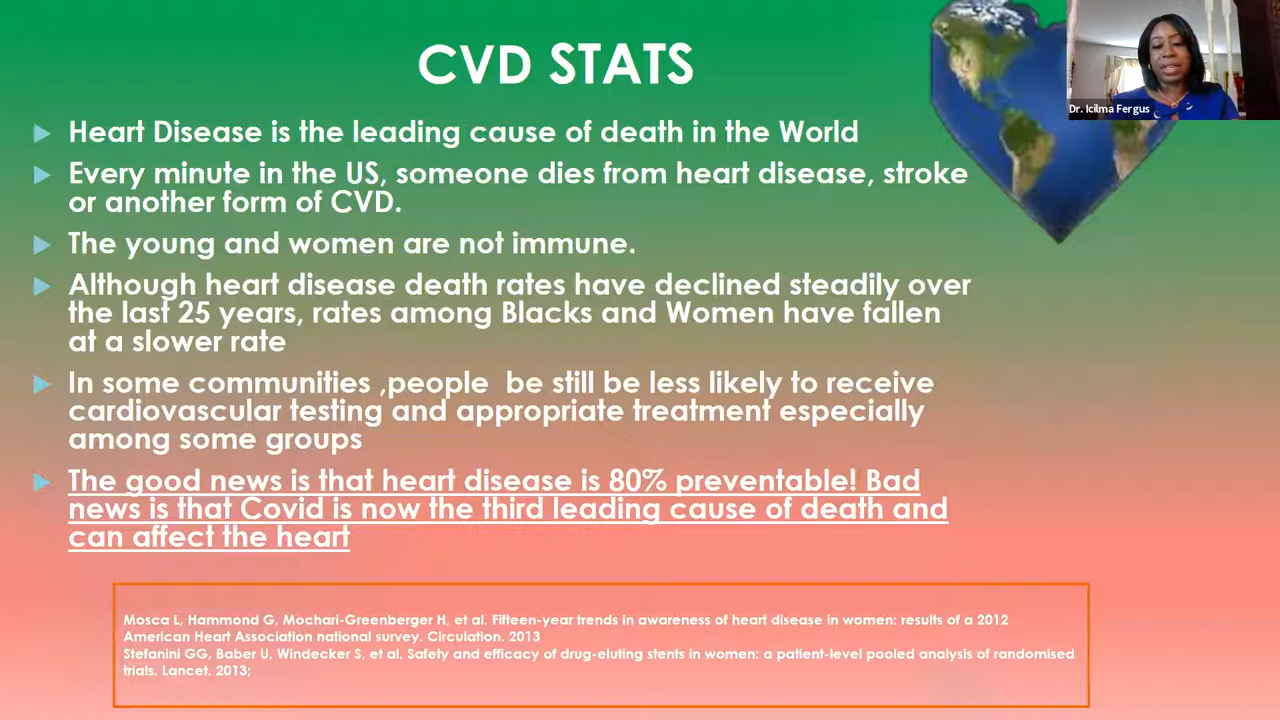 CVD STATS
Dr. Icilma Fergus
Heart Disease is the leading cause of death in the World
Every minute in the US, someone dies from heart disease, stroke
or another form of CVD.
The young and women are not immune.
Although heart disease death rates have declined steadily over
the last 25 years, rates among Blacks and Women have fallen
at a slower rate
In some communities ,people  be still be less likely to receive
cardiovascular testing and appropriate treatment especially
among some groups
The good news is that heart disease is 80% preventable! Bad
news is that Covid is now the third leading cause of death and
can affect the heart
Mosca L, Hammond G, Mochari-Greenberger H, et al. Fifteen-year trends in awareness of heart disease in women: results of a 2012
American Heart Association national survey. Circulation. 2013
Stefanini GG, Baber U, Windecker S, et al. Safety and efficacy of drug-eluting stents in women: a patient-level pooled analysis of randomised
trials. Lancet. 2013;